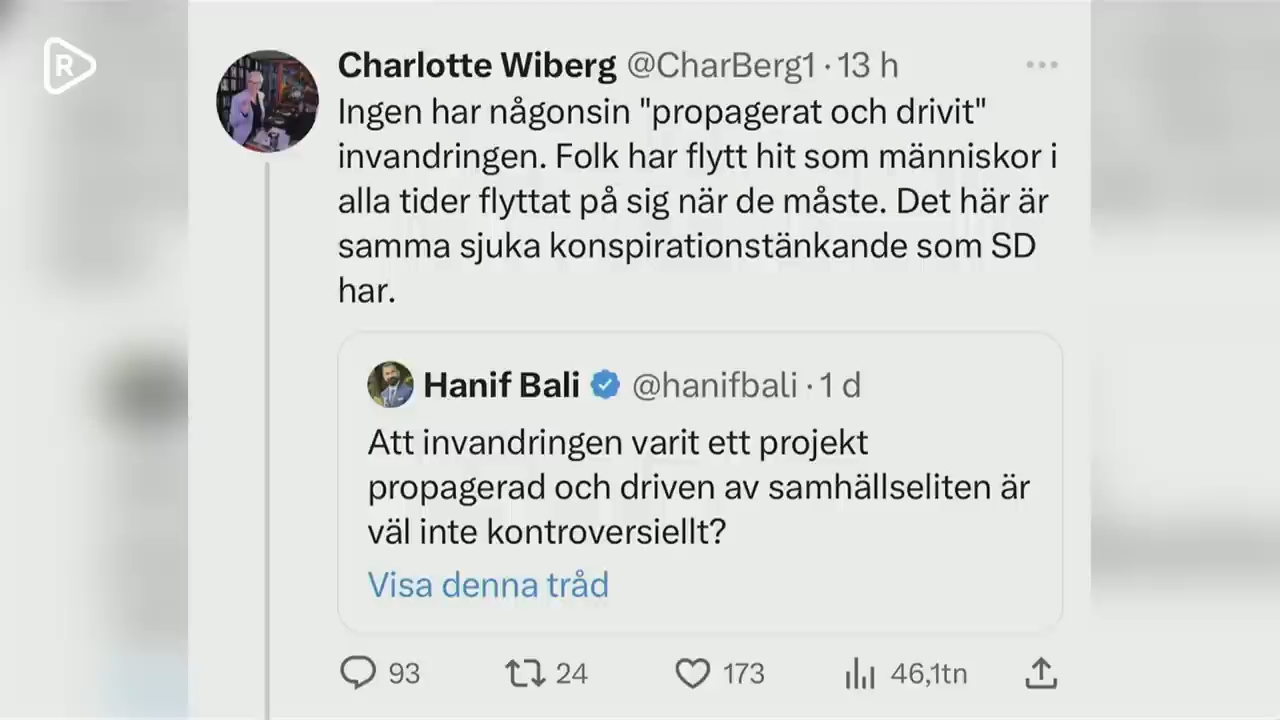 R
Charlotte Wiberg @CharBerg1 · 13 h
Ingen har någonsin "propagerat och drivit"
invandringen. Folk har flytt hit som människor i
alla tider flyttat på sig när de måste. Det här är
samma sjuka konspirationstänkande som SD
har.
Hanif Bali @hanifbali · 1 d
Att invandringen varit ett projekt
propagerad och driven av samhällseliten är
väl inte kontroversiellt?
Visa denna tråd
93 24 173 46,1tn